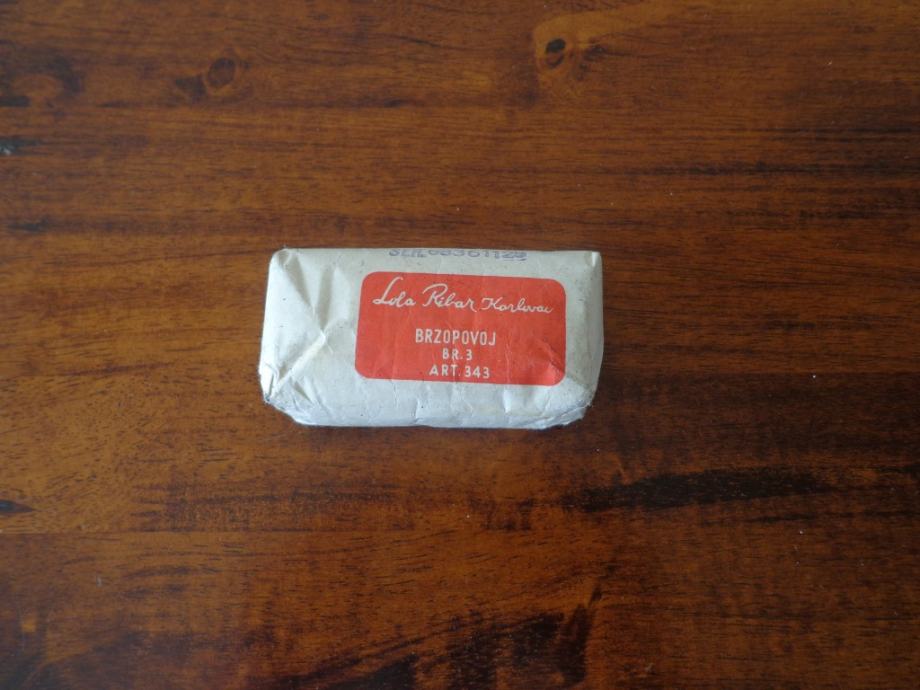 Lola Ribar Karlovac
BRZOPOVOJ
BR. 3
ART. 343